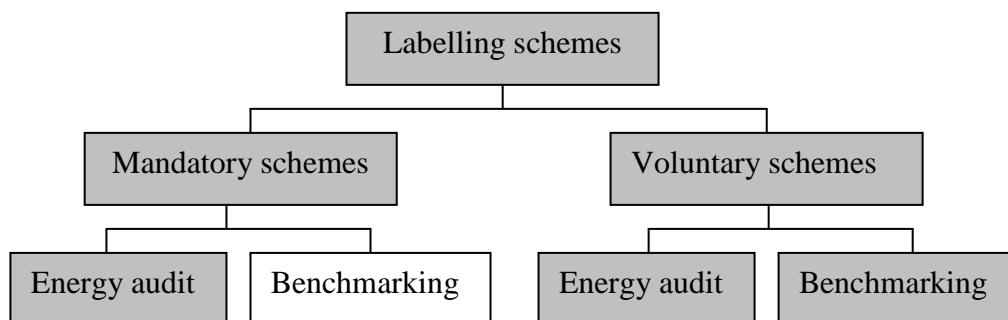 Labelling schemes
Mandatory schemes
Voluntary schemes
Energy audit
Benchmarking
Energy audit
Benchmarking